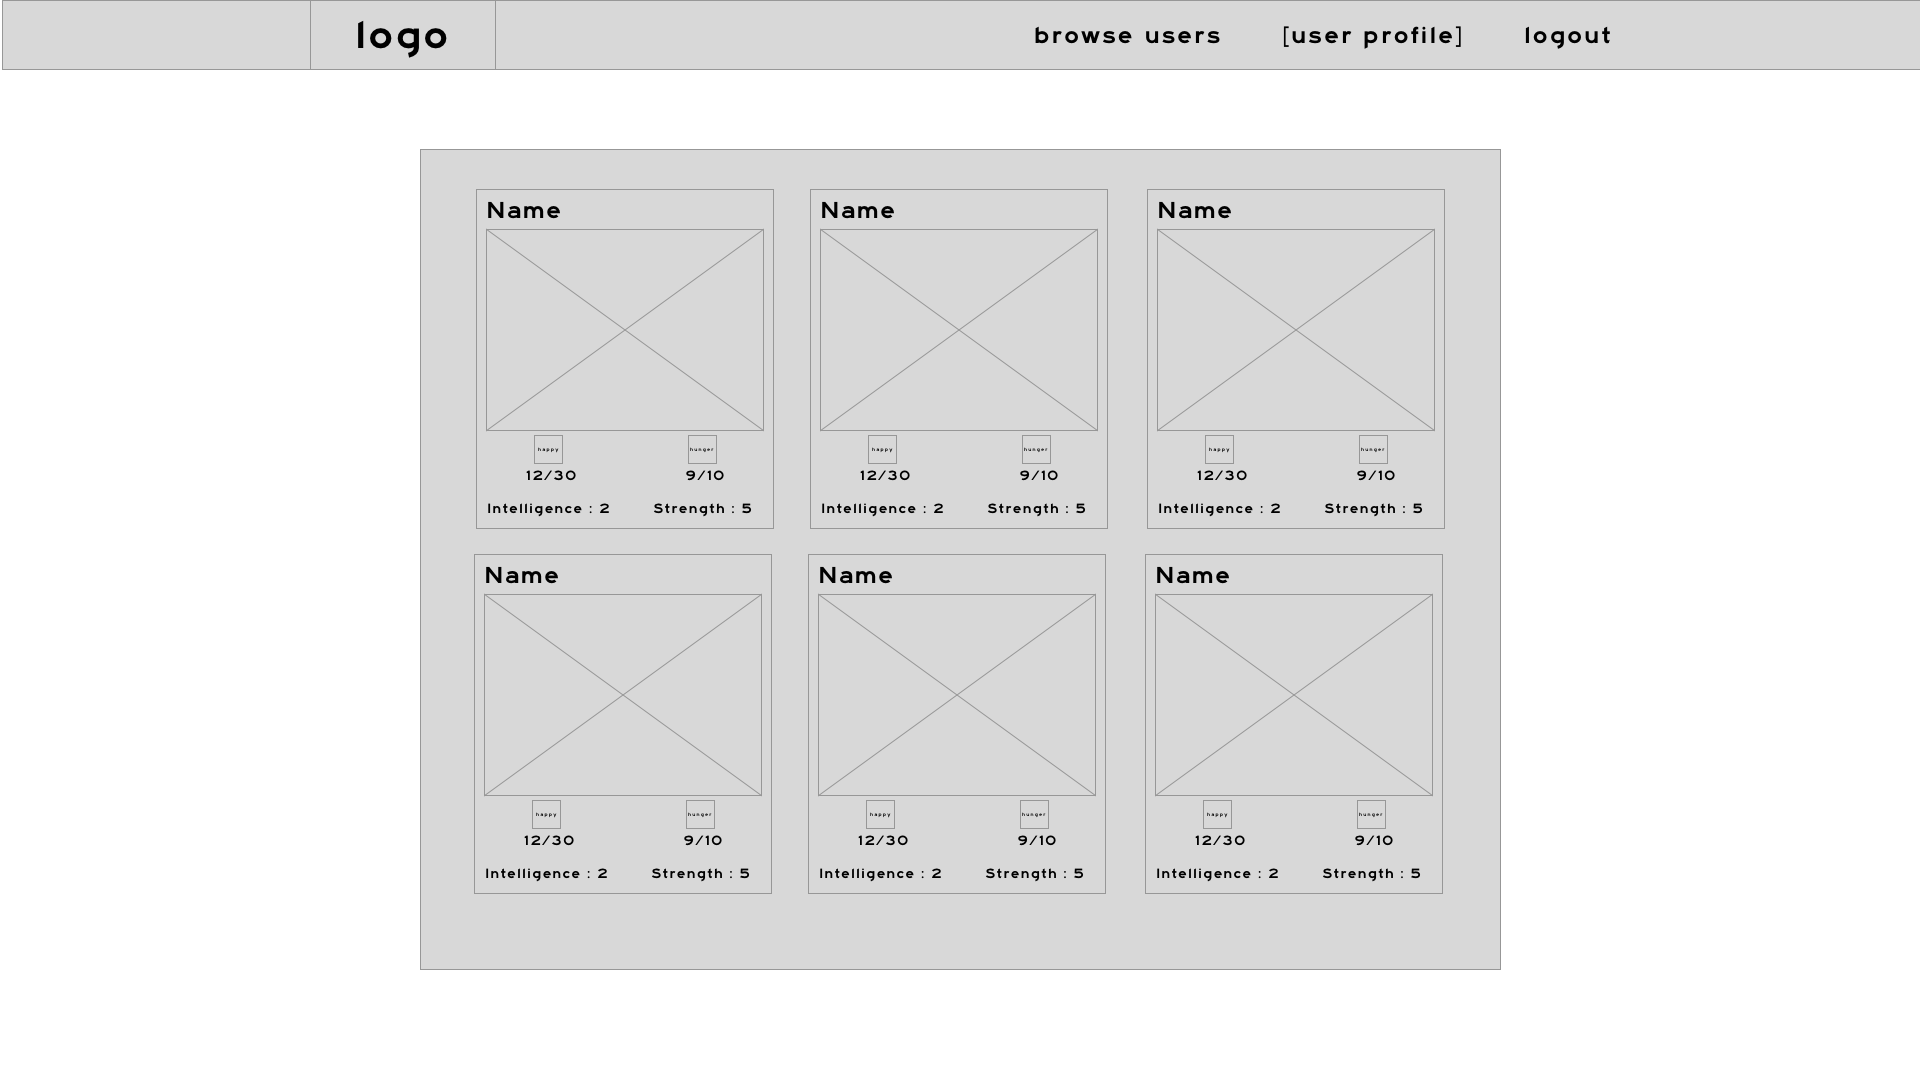 logo browse users [user profile] logout
Name Name Name
happy hunger happy hunger happy hunger
12/30 9/10 12/30 9/10 12/30 9/10
Intelligence : 2 Strength : 5 Intelligence : 2 Strength : 5 Intelligence : 2 Strength : 5
Name Name Name
happy hunger happy hunger happy hunger
12/30 9/10 12/30 9/10 12/30 9/10
Intelligence : 2 Strength : 5 Intelligence : 2 Strength : 5 Intelligence : 2 Strength : 5